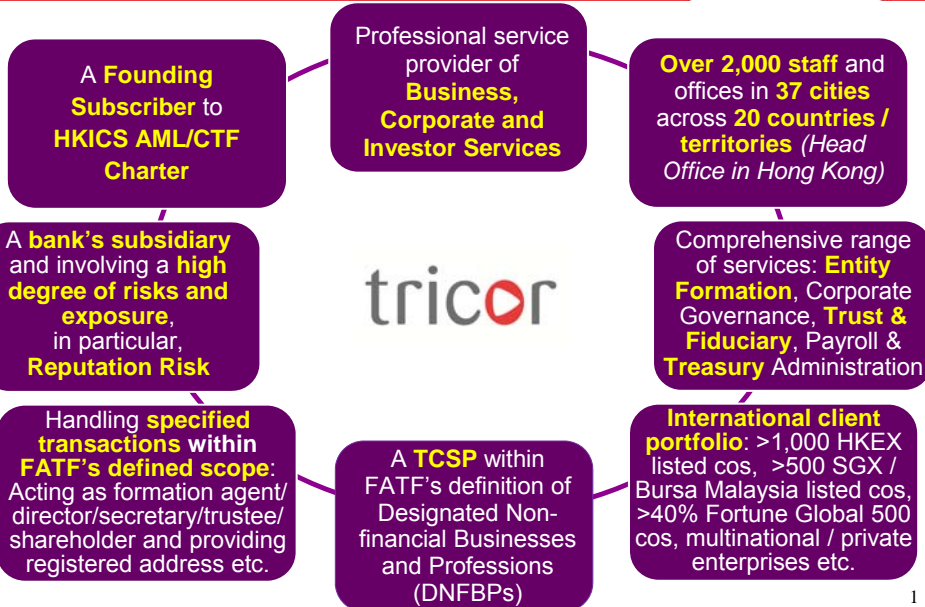 Professional service
provider of
Business,
Corporate and
Investor Services
Over 2,000 staff and
offices in 37 cities
across 20 countries /
territories (Head
Office in Hong Kong)
Comprehensive range
of services: Entity
Formation, Corporate
Governance, Trust &
Fiduciary, Payroll &
Treasury Administration
International client
portfolio: >1,000 HKEX
listed cos, >500 SGX /
Bursa Malaysia listed cos,
>40% Fortune Global 500
cos, multinational / private
enterprises etc.
A TCSP within
FATF's definition of
Designated Non-
financial Businesses
and Professions
(DNFBPs)
Handling specified
transactions within
FATF's defined scope:
Acting as formation agent/
director/secretary/trustee/
shareholder and providing
registered address etc.
A bank's subsidiary
and involving a high
degree of risks and
exposure,
in particular,
Reputation Risk
A Founding
Subscriber to
HKICS AML/CTF
Charter
tricor
1